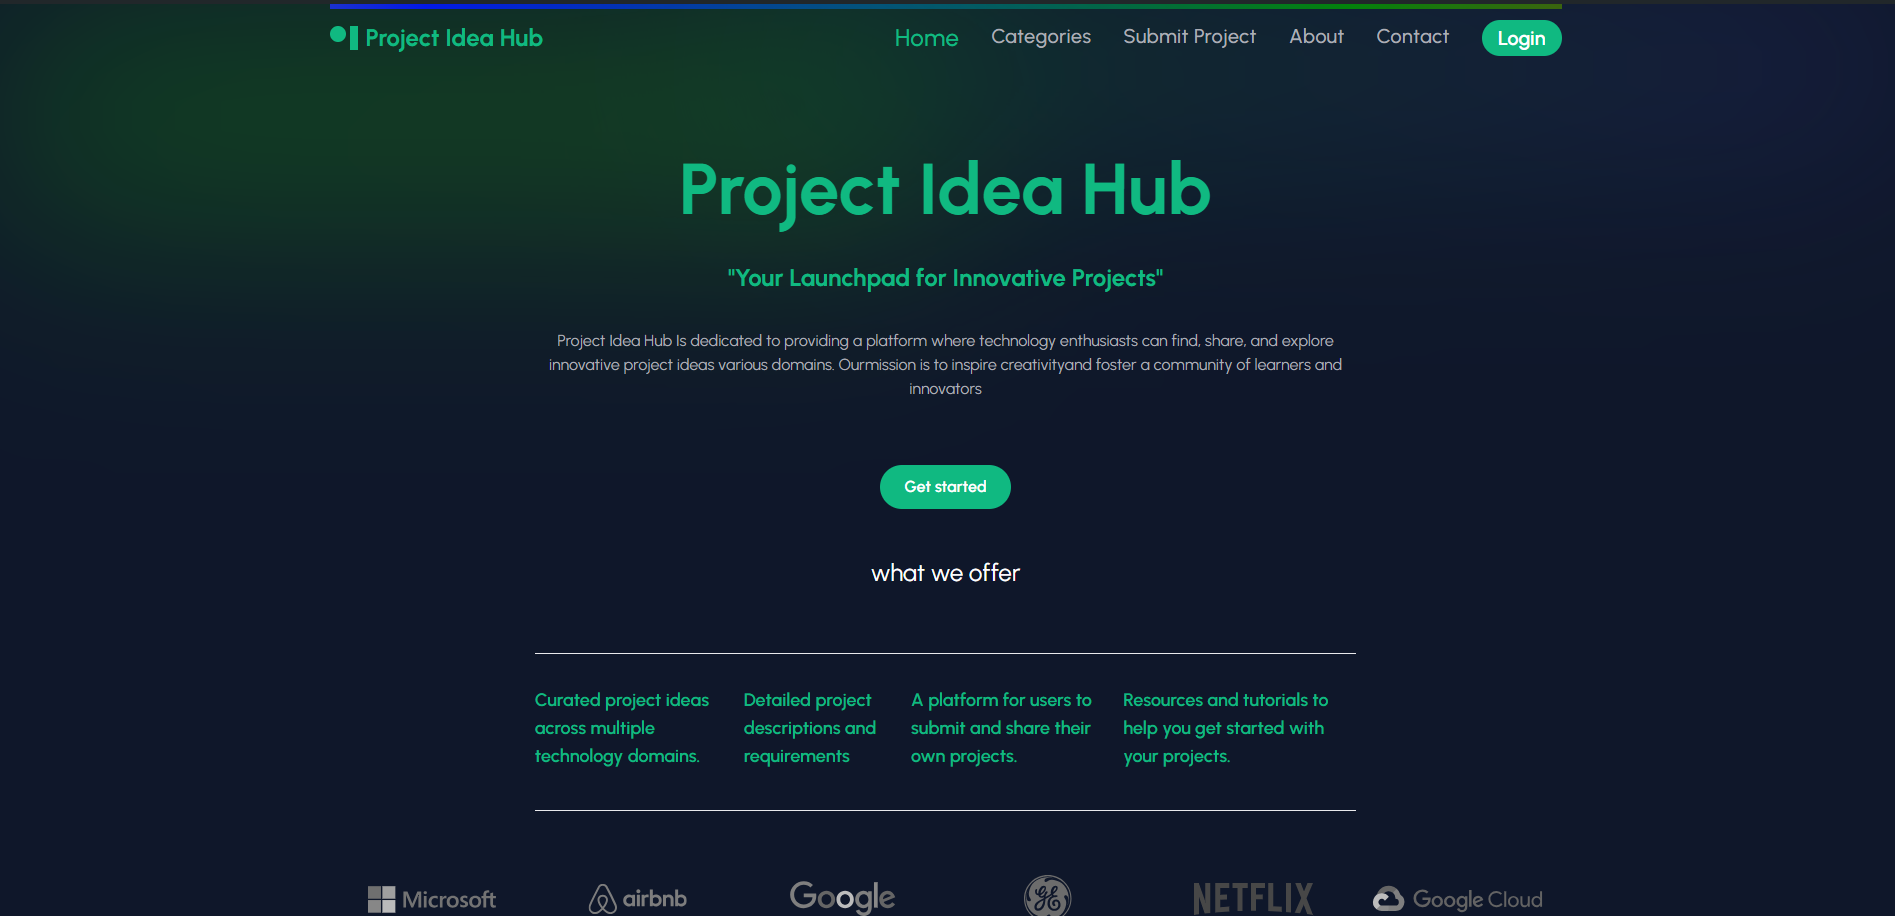 Project Idea Hub
Home
Categories
Submit Project
About
Contact
Login
Project Idea Hub
"Your Launchpad for Innovative Projects"
Project Idea Hub Is dedicated to providing a platform where technology enthusiasts can find, share, and explore
innovative project ideas various domains. Ourmission is to inspire creativityand foster a community of learners and
innovators
Get started
what we offer
Curated project ideas
across multiple
technology domains.
Detailed project
descriptions and
requirements
A platform for users to
submit and share their
own projects.
Resources and tutorials to
help you get started with
your projects.
Microsoft
airbnb
Google
GE
NETFLIX
Google Cloud